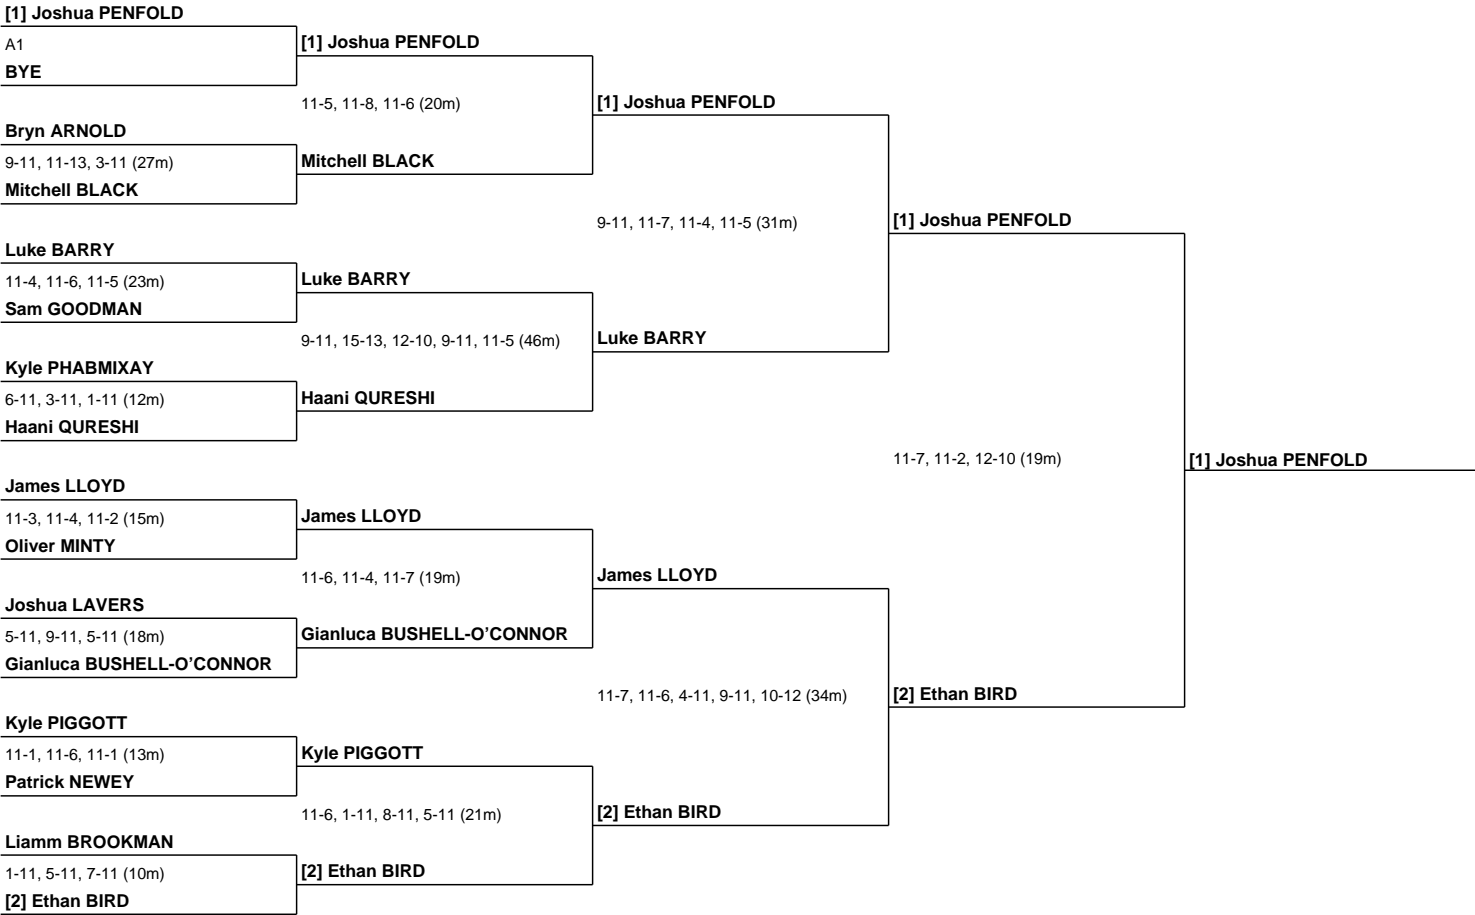 [1] Joshua PENFOLD
A1
BYE
Bryn ARNOLD
9-11, 11-13, 3-11 (27m)
Mitchell BLACK
Luke BARRY
11-4, 11-6, 11-5 (23m)
Sam GOODMAN
Kyle PHABMIXAY
6-11, 3-11, 1-11 (12m)
Haani QURESHI
James LLOYD
11-3, 11-4, 11-2 (15m)
Oliver MINTY
Joshua LAVERS
5-11, 9-11, 5-11 (18m)
Gianluca BUSHELL-O'CONNOR
Kyle PIGGOTT
11-1, 11-6, 11-1 (13m)
Patrick NEWEY
Liamm BROOKMAN
1-11, 5-11, 7-11 (10m)
[2] Ethan BIRD
[1] Joshua PENFOLD
11-5, 11-8, 11-6 (20m)
Mitchell BLACK
Luke BARRY
9-11, 15-13, 12-10, 9-11, 11-5 (46m)
Haani QURESHI
James LLOYD
11-6, 11-4, 11-7 (19m)
Gianluca BUSHELL-O'CONNOR
Kyle PIGGOTT
11-6, 1-11, 8-11, 5-11 (21m)
[2] Ethan BIRD
[1] Joshua PENFOLD
9-11, 11-7, 11-4, 11-5 (31m)
Luke BARRY
James LLOYD
11-7, 11-6, 4-11, 9-11, 10-12 (34m)
[2] Ethan BIRD
[1] Joshua PENFOLD
11-7, 11-2, 12-10 (19m)
[2] Ethan BIRD
[1] Joshua PENFOLD